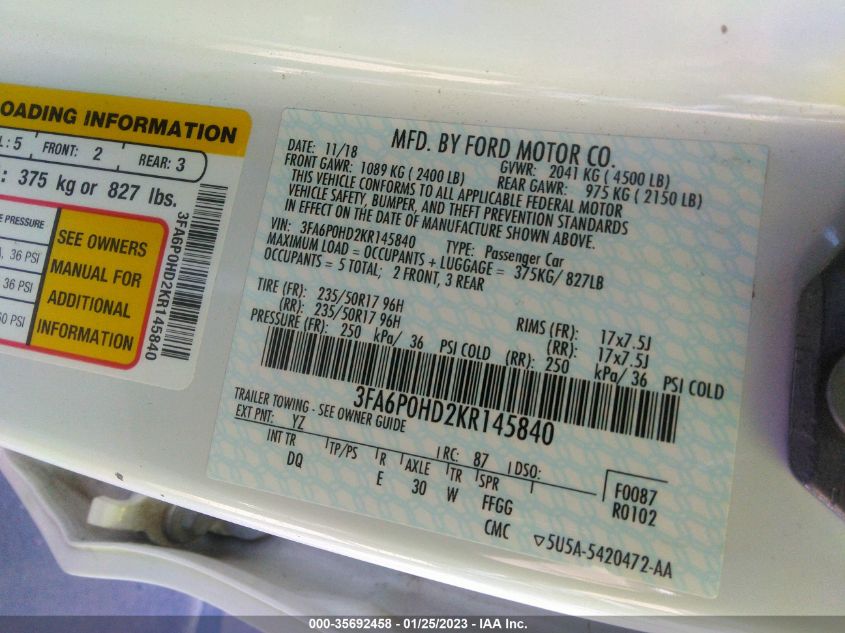 OADING INFORMATION
L: 5 FRONT: 2 REAR: 3
: 375 kg or 827 lbs.
E PRESSURE
, 36 PSI
36 PSI
60 PSI
SEE OWNERS
MANUAL FOR
ADDITIONAL
INFORMATION
3FA6P0HD2KR145840
MFD. BY FORD MOTOR CO.
DATE: 11/18 GVWR: 2041 KG ( 4500 LB)
FRONT GAWR: 1089 KG ( 2400 LB) REAR GAWR: 975 KG ( 2150 LB)
THIS VEHICLE CONFORMS TO ALL APPLICABLE FEDERAL MOTOR
VEHICLE SAFETY, BUMPER, AND THEFT PREVENTION STANDARDS
IN EFFECT ON THE DATE OF MANUFACTURE SHOWN ABOVE.
VIN: 3FA6P0HD2KR145840 TYPE: Passenger Car
MAXIMUM LOAD = OCCUPANTS + LUGGAGE = 375KG/ 827LB
OCCUPANTS = 5 TOTAL; 2 FRONT, 3 REAR
TIRE (FR): 235/50R17 96H RIMS (FR): 17x7.5J
(RR): 235/50R17 96H (RR): 17x7.5J
PRESSURE (FR): 250 kPa/ 36 PSI COLD (RR): 250 kPa/ 36 PSI COLD
3FA6P0HD2KR145840
TRAILER TOWING - SEE OWNER GUIDE
EXT PNT: YZ RC: 87 DSO:
INT TR TP/PS R AXLE TR SPR F0087
DQ E 30 W FFGG R0102
CMC ▽5U5A-5420472-AA
000-35692458 - 01/25/2023 - IAA Inc.